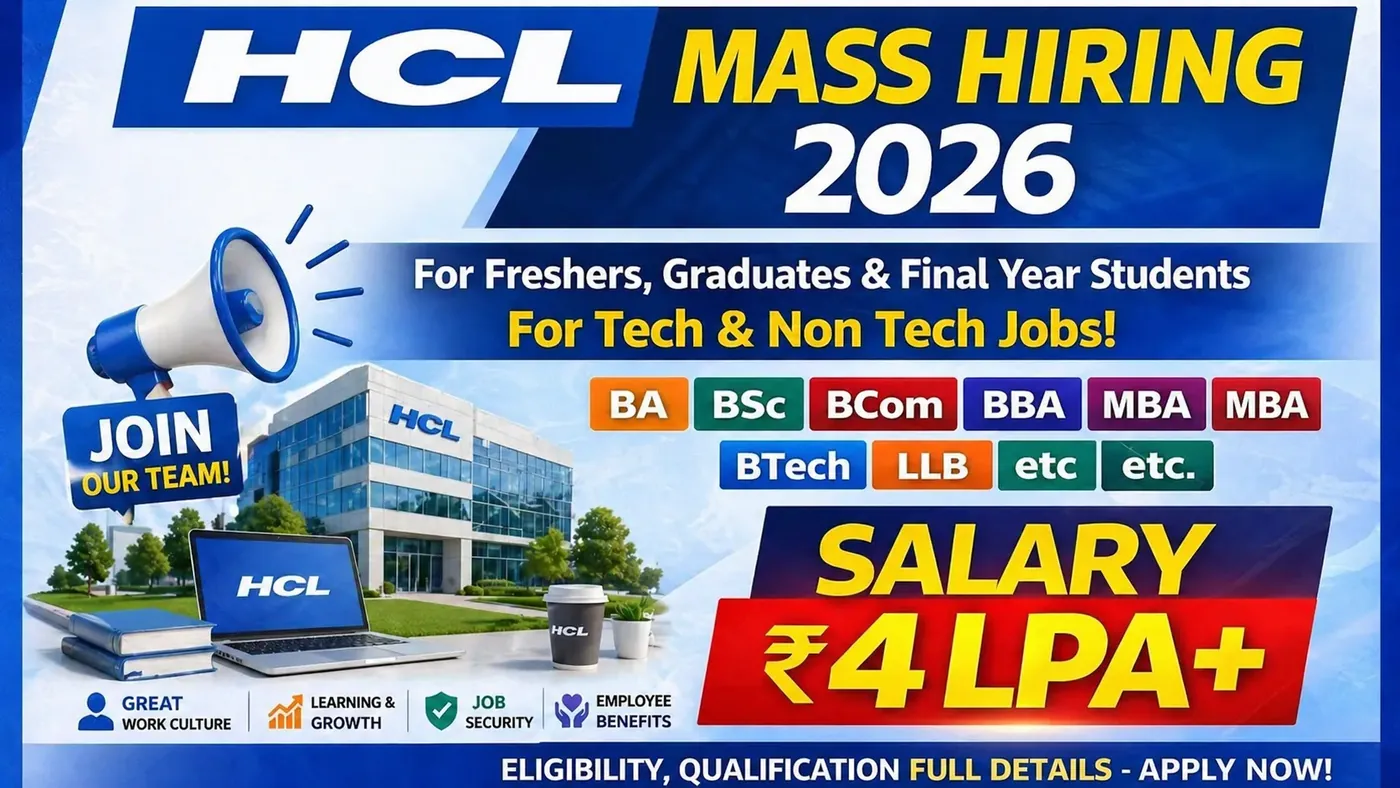 HCL
MASS HIRING
2026
For Freshers, Graduates & Final Year Students
For Tech & Non Tech Jobs!
JOIN
OUR TEAM!
HCL
HCL
HCL
BA BSc BCom BBA MBA MBA
BTech LLB etc etc.
SALARY
₹4 LPA+
GREAT
WORK CULTURE
LEARNING &
GROWTH
JOB
SECURITY
EMPLOYEE
BENEFITS
ELIGIBILITY, QUALIFICATION FULL DETAILS - APPLY NOW!